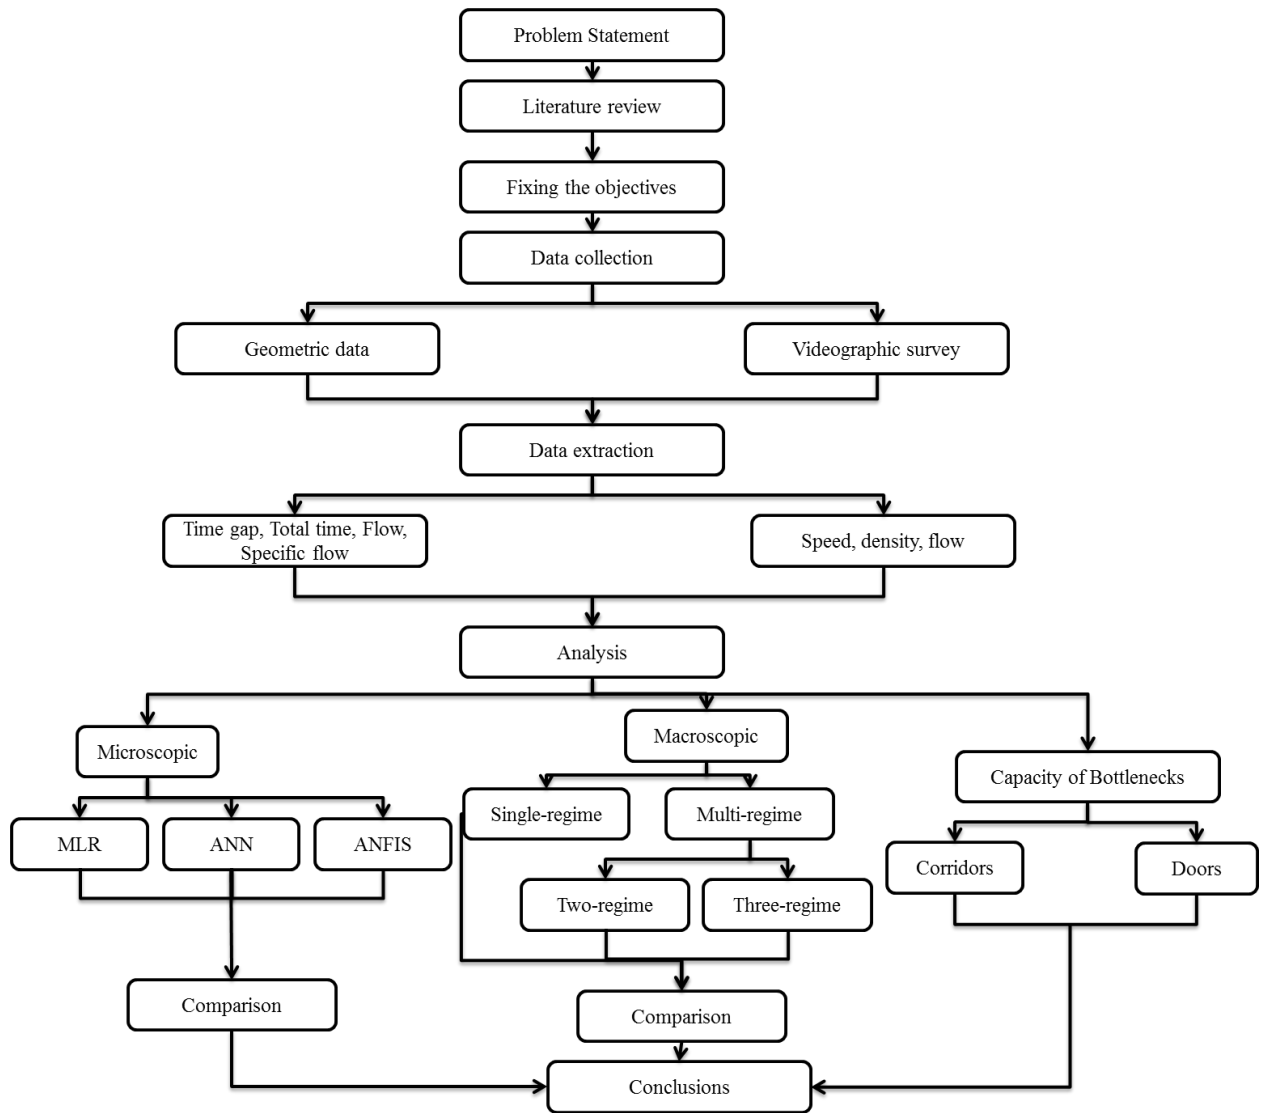 Problem Statement
Literature review
Fixing the objectives
Data collection
Geometric data
Videographic survey
Data extraction
Time gap, Total time, Flow,
Specific flow
Speed, density, flow
Analysis
Microscopic
Macroscopic
Capacity of Bottlenecks
MLR
ANN
ANFIS
Single-regime
Multi-regime
Two-regime
Three-regime
Corridors
Doors
Comparison
Comparison
Conclusions